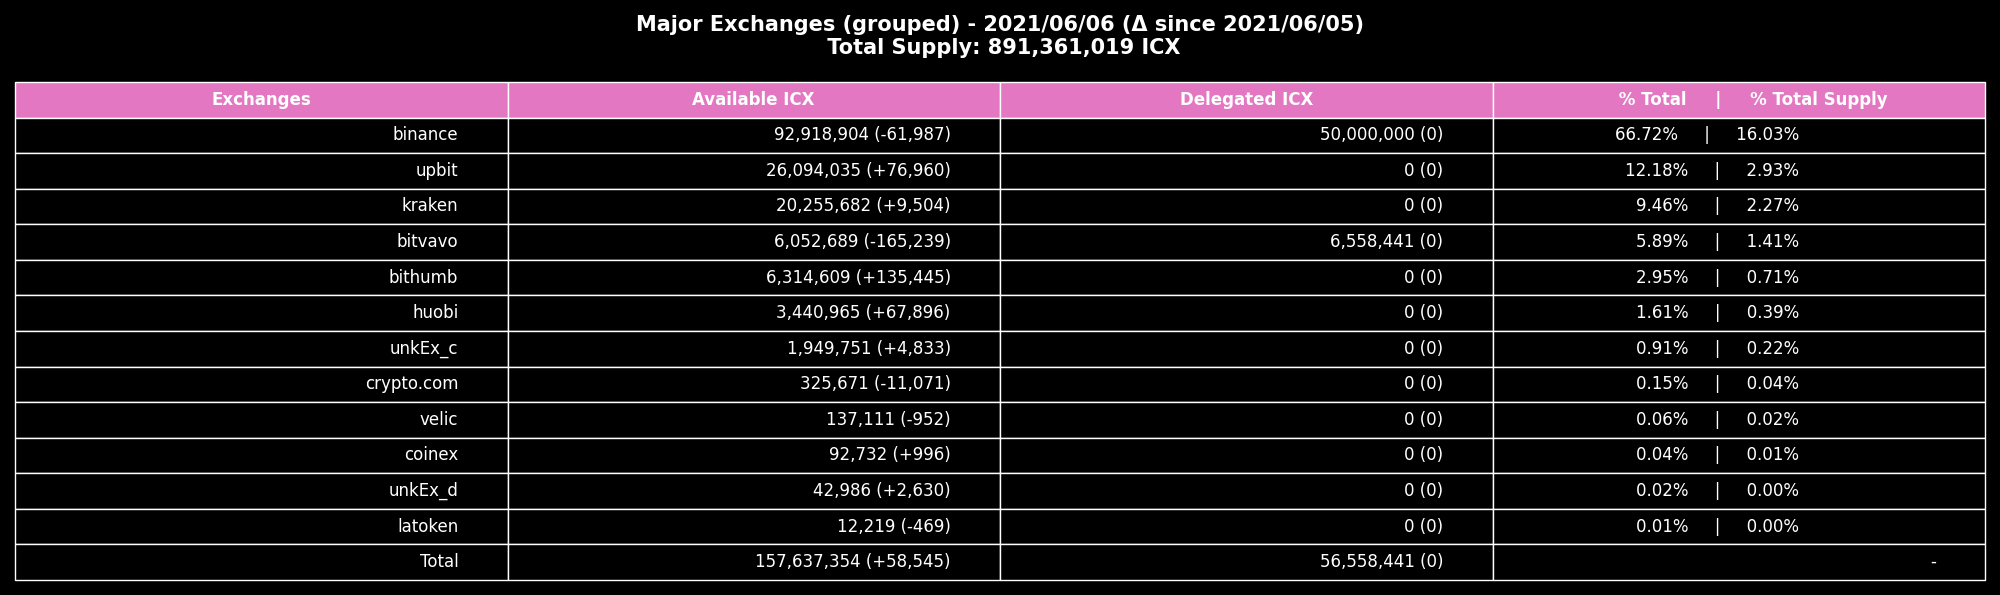 Major Exchanges (grouped) - 2021/06/06 (Δ since 2021/06/05)
Total Supply: 891,361,019 ICX
Exchanges Available ICX Delegated ICX % Total | % Total Supply
binance 92,918,904 (-61,987) 50,000,000 (0) 66.72% | 16.03%
upbit 26,094,035 (+76,960) 0 (0) 12.18% | 2.93%
kraken 20,255,682 (+9,504) 0 (0) 9.46% | 2.27%
bitvavo 6,052,689 (-165,239) 6,558,441 (0) 5.89% | 1.41%
bithumb 6,314,609 (+135,445) 0 (0) 2.95% | 0.71%
huobi 3,440,965 (+67,896) 0 (0) 1.61% | 0.39%
unkEx_c 1,949,751 (+4,833) 0 (0) 0.91% | 0.22%
crypto.com 325,671 (-11,071) 0 (0) 0.15% | 0.04%
velic 137,111 (-952) 0 (0) 0.06% | 0.02%
coinex 92,732 (+996) 0 (0) 0.04% | 0.01%
unkEx_d 42,986 (+2,630) 0 (0) 0.02% | 0.00%
latoken 12,219 (-469) 0 (0) 0.01% | 0.00%
Total 157,637,354 (+58,545) 56,558,441 (0) -